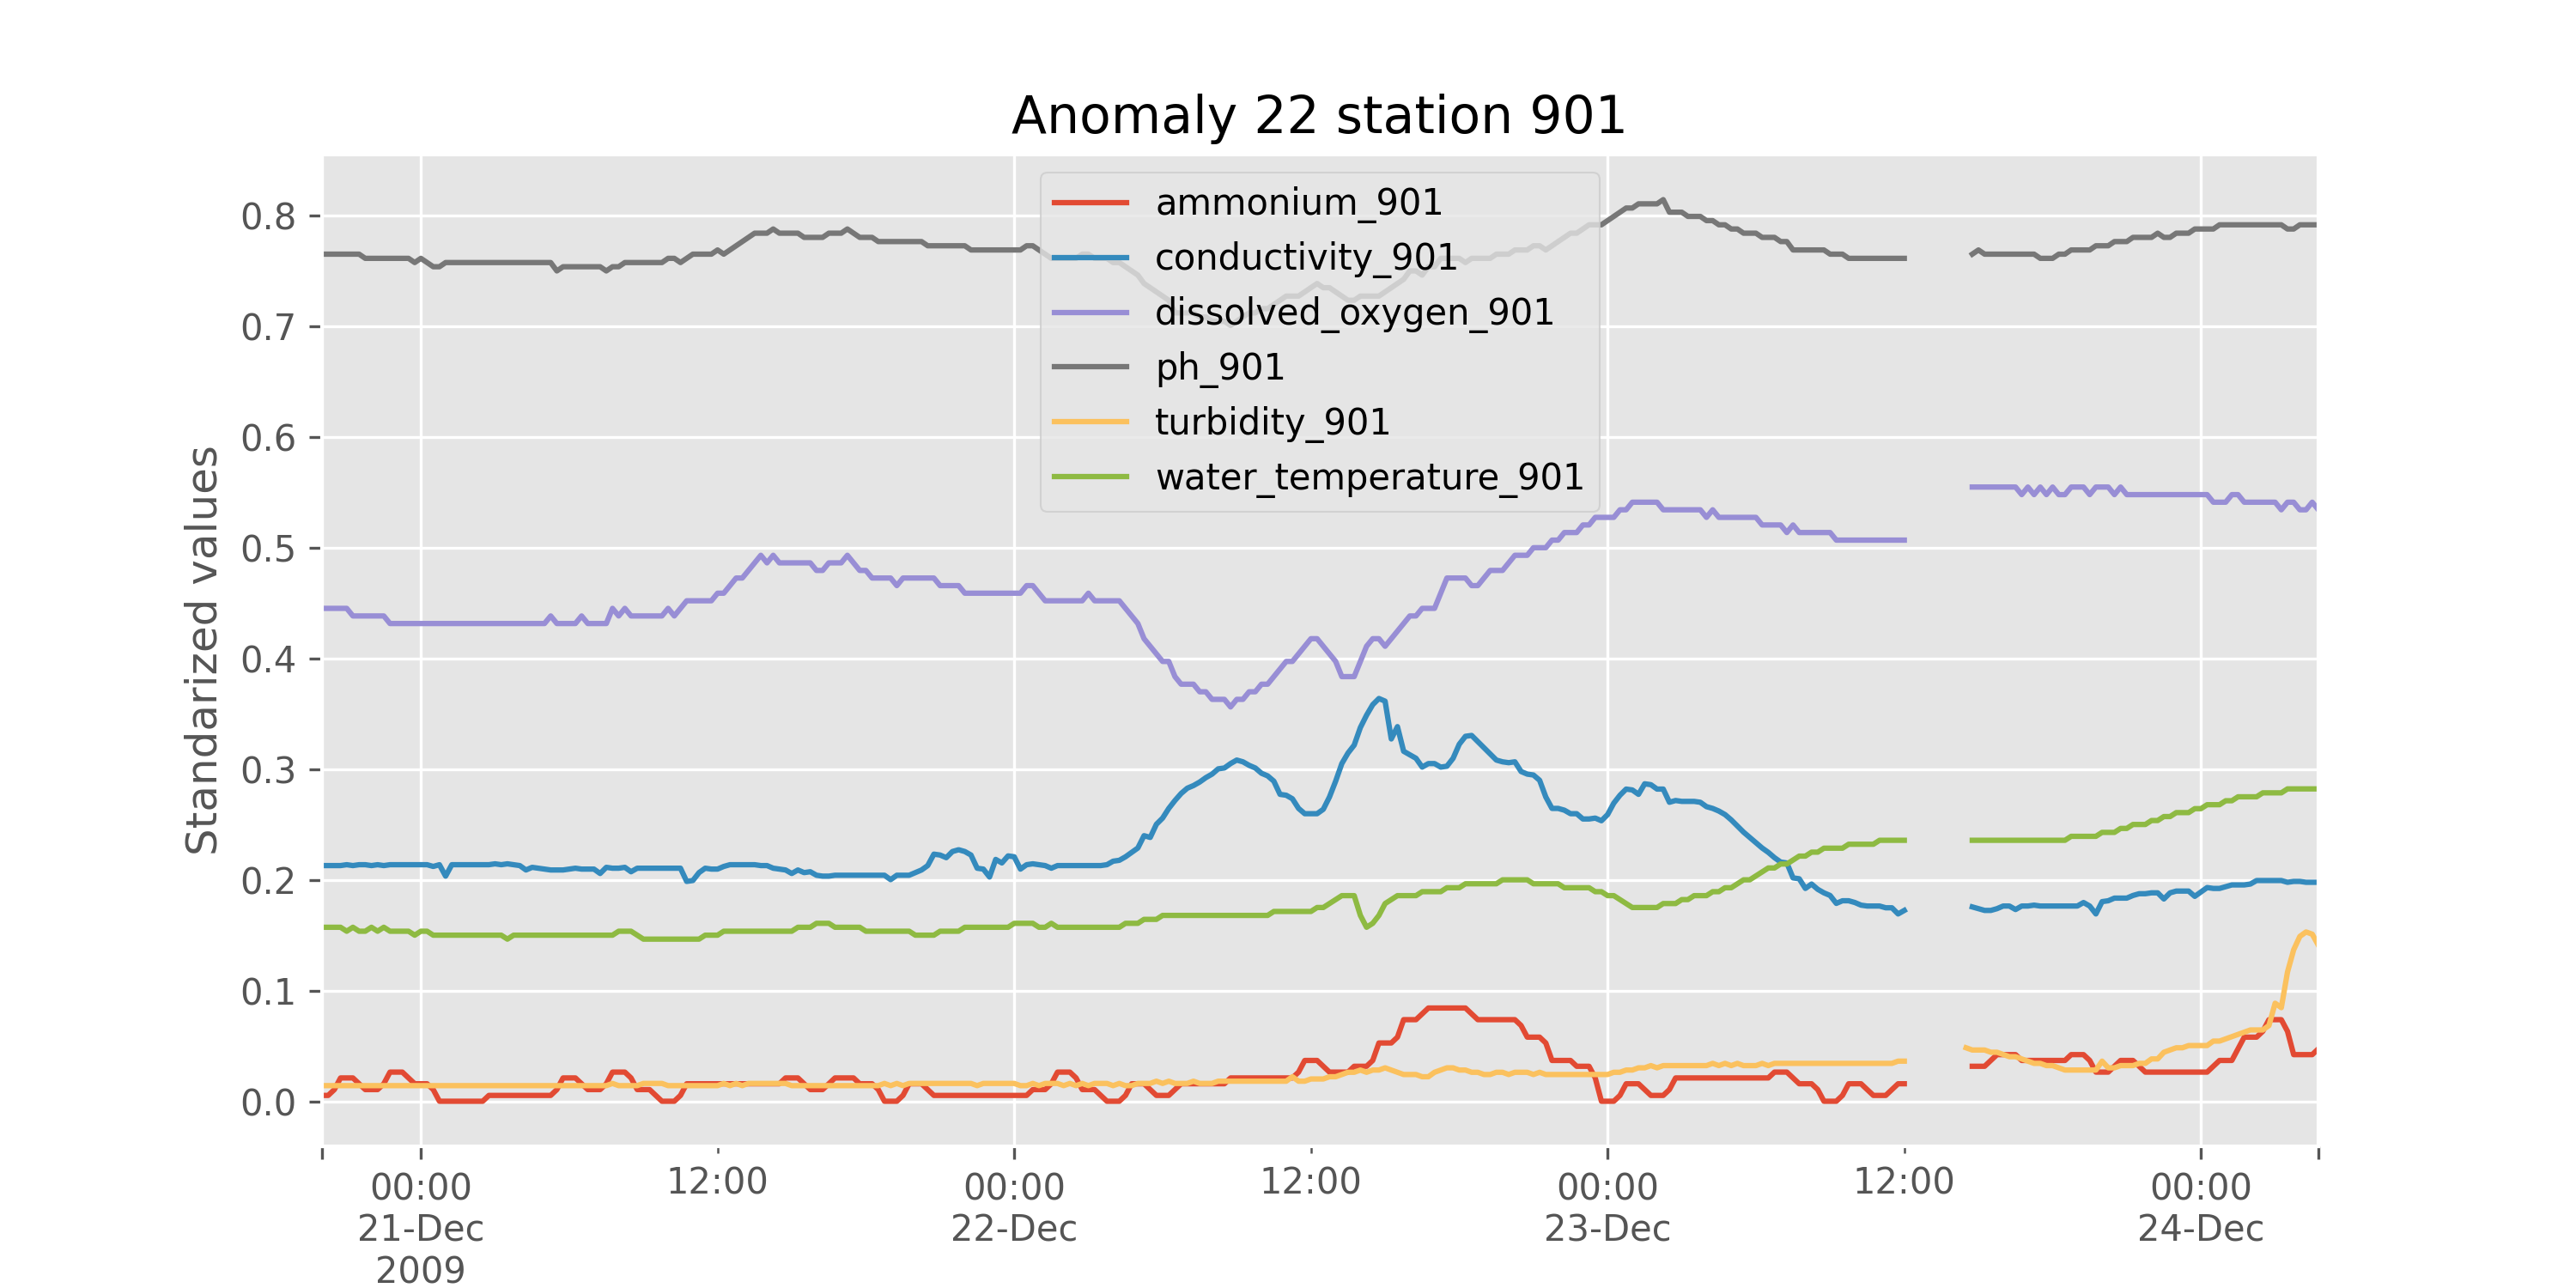 Anomaly 22 station 901
ammonium_901
conductivity_901
dissolved_oxygen_901
ph_901
turbidity_901
water_temperature_901
Standarized values
0.8
0.7
0.6
0.5
0.4
0.3
0.2
0.1
0.0
00:00 12:00 00:00 12:00 00:00 12:00 00:00
21-Dec 22-Dec 23-Dec 24-Dec
2009